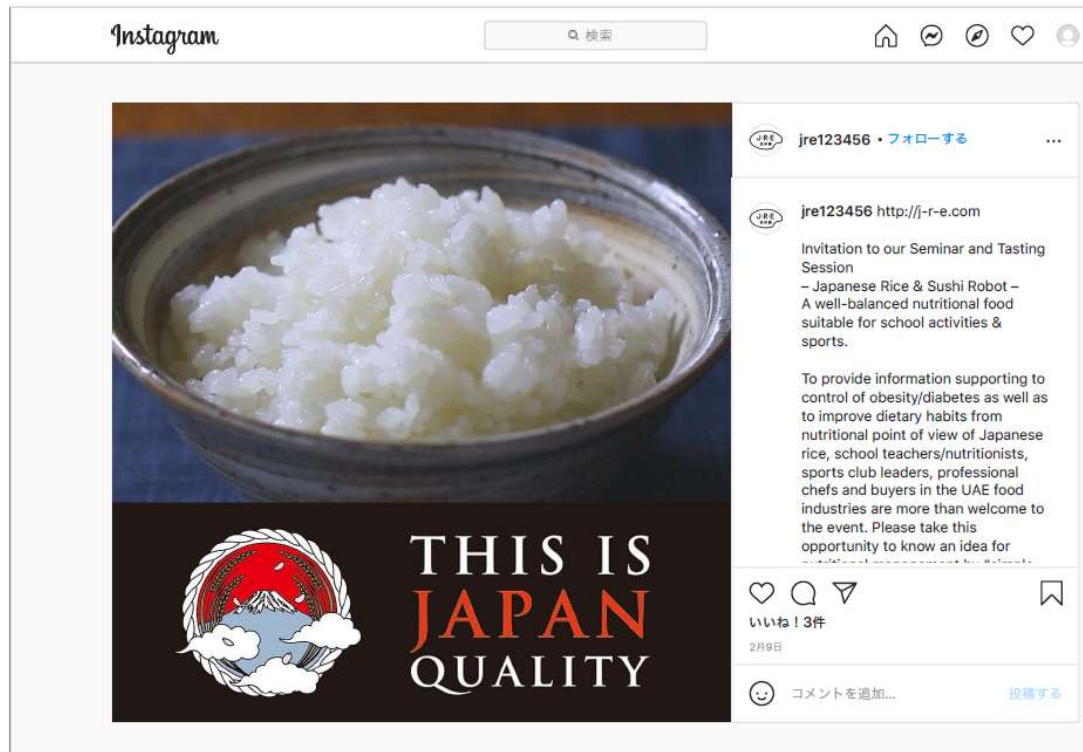 Instagram
検索
THIS IS
JAPAN
QUALITY
J·R·E
jre123456 • フォローする
...
J·R·E
jre123456 http://j-r-e.com
Invitation to our Seminar and Tasting
Session
– Japanese Rice & Sushi Robot –
A well-balanced nutritional food
suitable for school activities &
sports.
To provide information supporting to
control of obesity/diabetes as well as
to improve dietary habits from
nutritional point of view of Japanese
rice, school teachers/nutritionists,
sports club leaders, professional
chefs and buyers in the UAE food
industries are more than welcome to
the event. Please take this
opportunity to know an idea for
いいね!3件
2月9日
コメントを追加...
投稿する